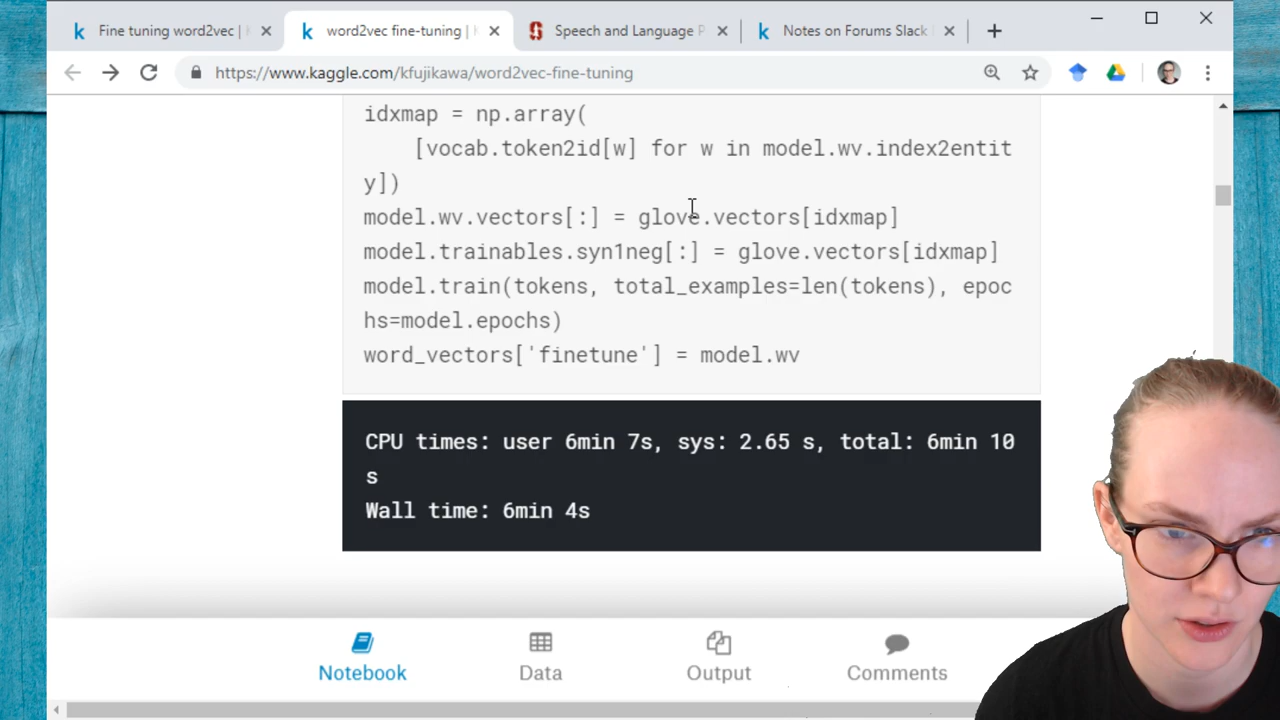 Fine tuning word2vec |
word2vec fine-tuning |
Speech and Language P
Notes on Forums Slack
https://www.kaggle.com/kfujikawa/word2vec-fine-tuning
idxmap = np.array(
[vocab.token2id[w] for w in model.wv.index2entit
y])
model.wv.vectors[:] = glove.vectors[idxmap]
model.trainables.syn1neg[:] = glove.vectors[idxmap]
model.train(tokens, total_examples=len(tokens), epoc
hs=model.epochs)
word_vectors['finetune'] = model.wv
CPU times: user 6min 7s, sys: 2.65 s, total: 6min 10
s
Wall time: 6min 4s
Notebook
Data
Output
Comments